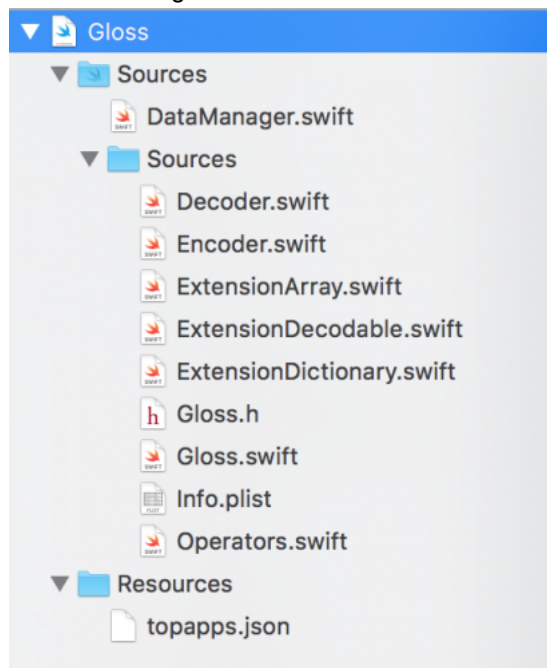 Gloss
Sources
DataManager.swift
Sources
Decoder.swift
Encoder.swift
ExtensionArray.swift
ExtensionDecodable.swift
ExtensionDictionary.swift
Gloss.h
Gloss.swift
Info.plist
Operators.swift
Resources
topapps.json